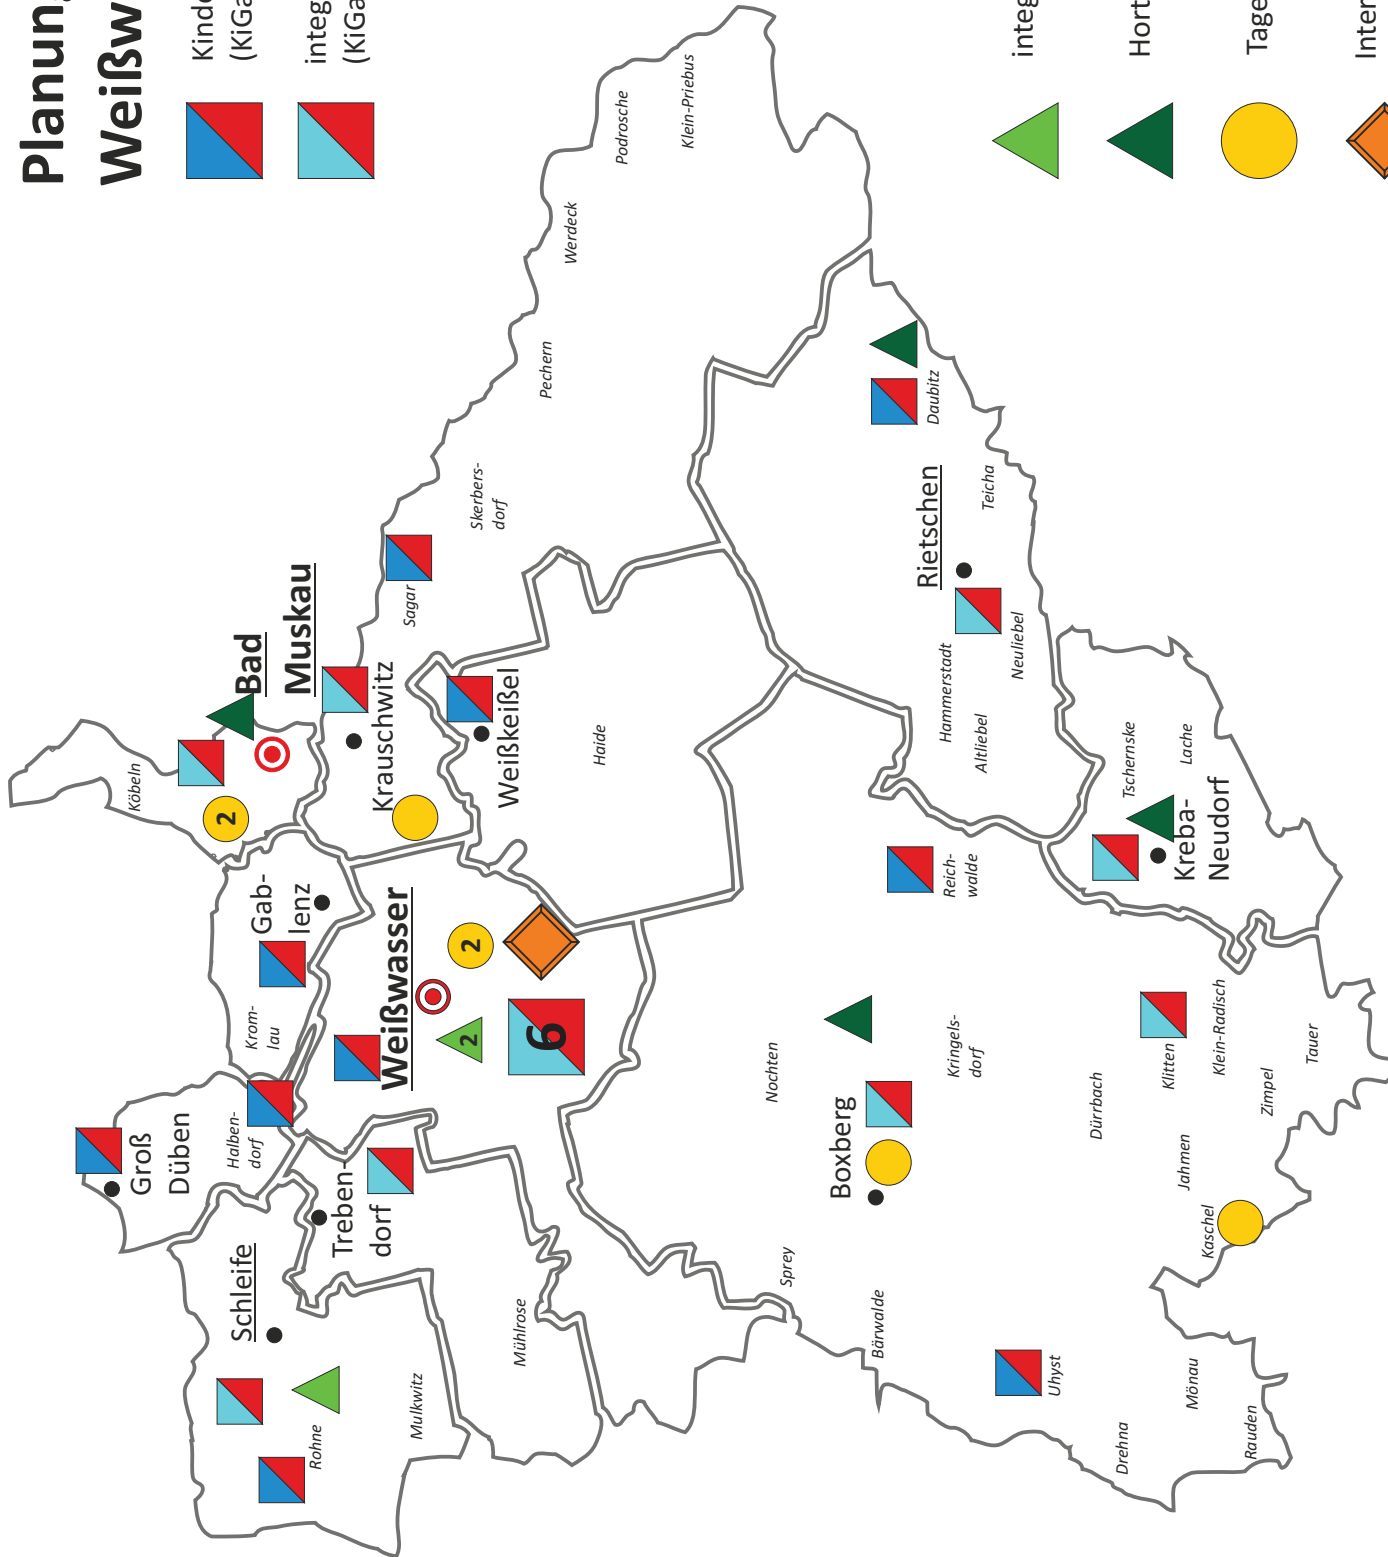 Planung
Weißw
Kinde
(KiGa
integ
(KiGa
Köbeln
Bad
Muskau
Groß
Düben
Halben-
dorf
Krom-
lau
Gab-
lenz
Schleife
Rohne
Mulkwitz
Treben-
dorf
Mühlrose
Weißwasser
2
2
2
6
Krauschwitz
Sagar
Skerbers-
dorf
Weißkeißel
Haide
Pechern
Werdeck
Podrosche
Klein-Priebus
Nochten
Sprey
Boxberg
Bärwalde
Kringels-
dorf
Reich-
walde
Daubitz
Rietschen
Teicha
Hammerstadt
Altliebel
Neuliebel
Uhyst
Dürrbach
Drehna
Tschernske
Lache
Kreba-
Neudorf
Klitten
Jahmen
Mönau
Kaschel
Klein-Radisch
Zimpel
Rauden
Tauer
integ
Hort
Tage
Inter